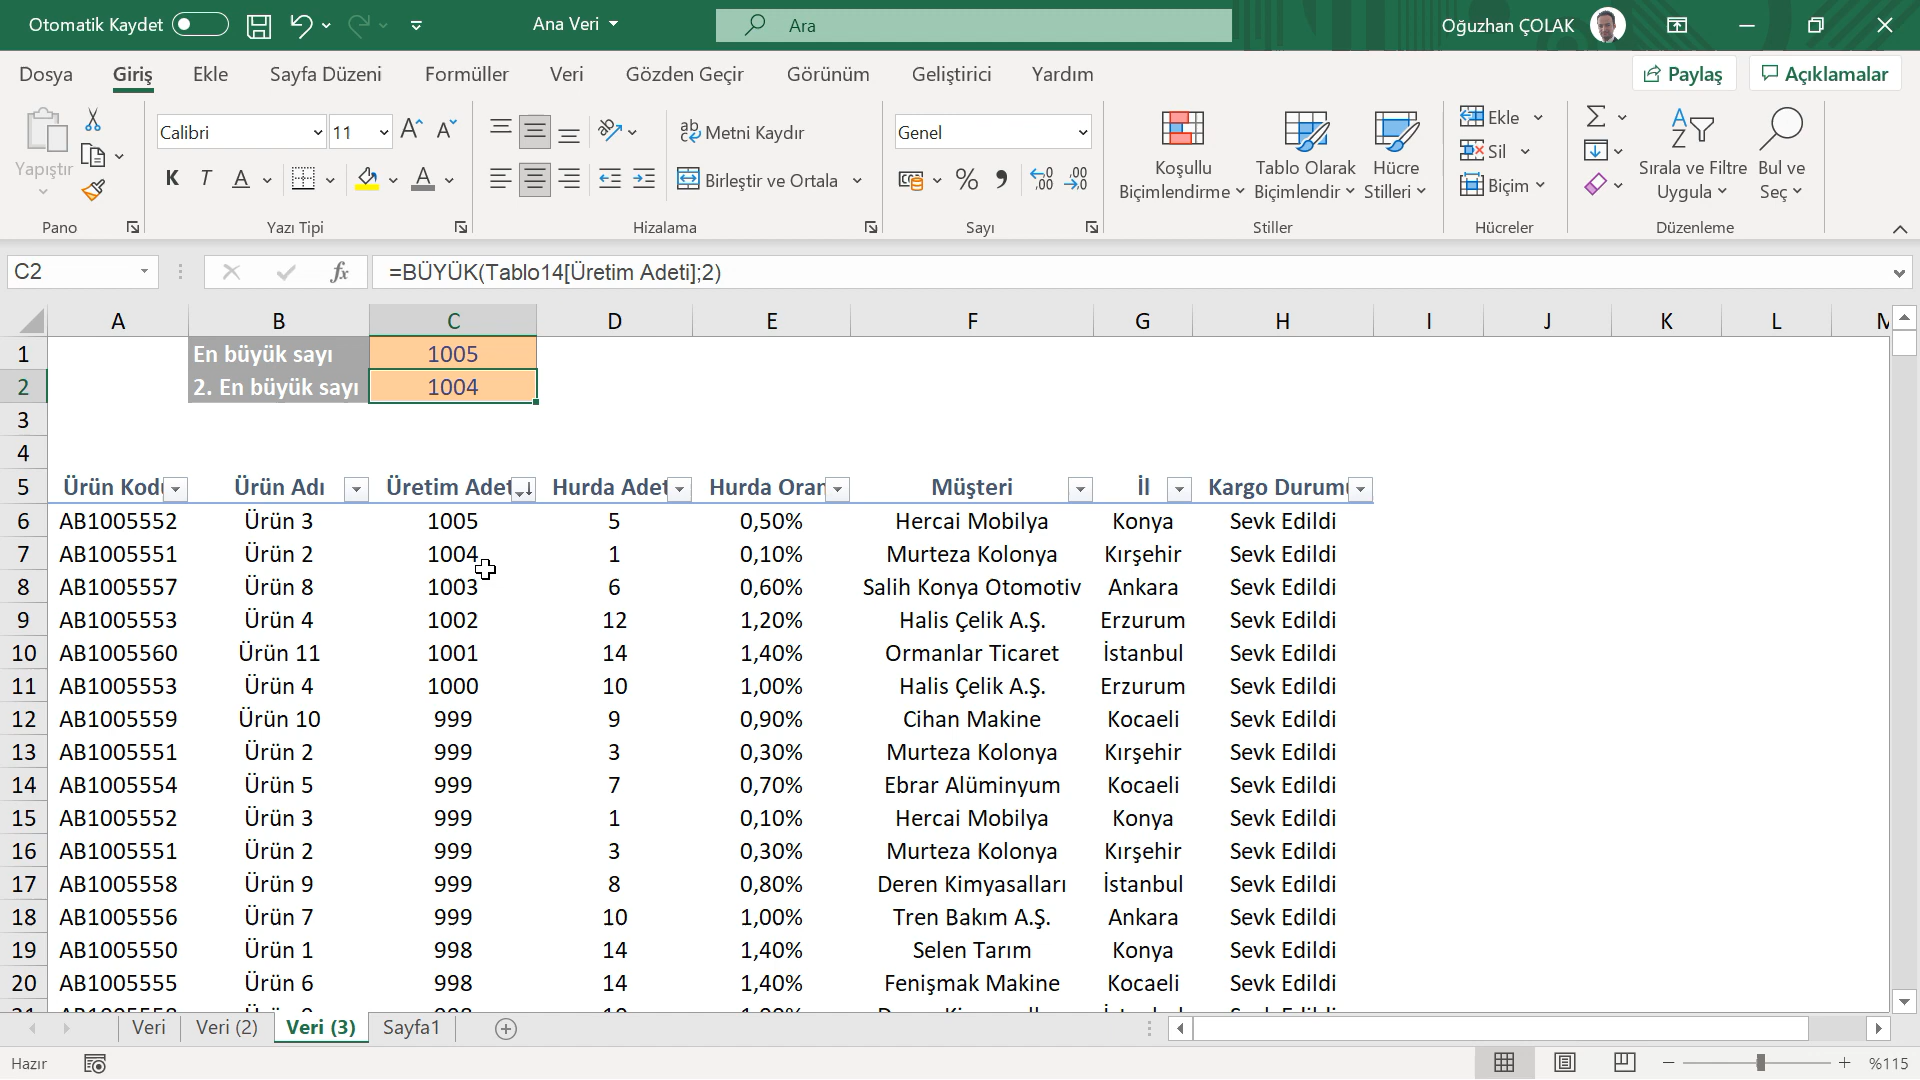 Otomatik Kaydet
Ana Veri
Ara
Oğuzhan ÇOLAK
Dosya Giriş Ekle Sayfa Düzeni Formüller Veri Gözden Geçir Görünüm Geliştirici Yardım
Paylaş Açıklamalar
Yapıştır
Pano
Calibri 11
K T A
Yazı Tipi
Metni Kaydır
Birleştir ve Ortala
Hizalama
Genel
Sayı
Koşullu
Biçimlendirme
Tablo Olarak
Biçimlendir
Hücre
Stilleri
Stiller
Ekle
Sil
Biçim
Hücreler
Sırala ve Filtre
Uygula
Bul ve
Seç
Düzenleme
C2
fx
=BÜYÜK(Tablo14[Üretim Adeti];2)
A B C D E F G H I J K L M
1 En büyük sayı 1005
2 2. En büyük sayı 1004
3
4
5 Ürün Kodu Ürün Adı Üretim Adet Hurda Adet Hurda Oran Müşteri İl Kargo Durumu
6 AB1005552 Ürün 3 1005 5 0,50% Hercai Mobilya Konya Sevk Edildi
7 AB1005551 Ürün 2 1004 1 0,10% Murteza Kolonya Kırşehir Sevk Edildi
8 AB1005557 Ürün 8 1003 6 0,60% Salih Konya Otomotiv Ankara Sevk Edildi
9 AB1005553 Ürün 4 1002 12 1,20% Halis Çelik A.Ş. Erzurum Sevk Edildi
10 AB1005560 Ürün 11 1001 14 1,40% Ormanlar Ticaret İstanbul Sevk Edildi
11 AB1005553 Ürün 4 1000 10 1,00% Halis Çelik A.Ş. Erzurum Sevk Edildi
12 AB1005559 Ürün 10 999 9 0,90% Cihan Makine Kocaeli Sevk Edildi
13 AB1005551 Ürün 2 999 3 0,30% Murteza Kolonya Kırşehir Sevk Edildi
14 AB1005554 Ürün 5 999 7 0,70% Ebrar Alüminyum Kocaeli Sevk Edildi
15 AB1005552 Ürün 3 999 1 0,10% Hercai Mobilya Konya Sevk Edildi
16 AB1005551 Ürün 2 999 3 0,30% Murteza Kolonya Kırşehir Sevk Edildi
17 AB1005558 Ürün 9 999 8 0,80% Deren Kimyasalları İstanbul Sevk Edildi
18 AB1005556 Ürün 7 999 10 1,00% Tren Bakım A.Ş. Ankara Sevk Edildi
19 AB1005550 Ürün 1 998 14 1,40% Selen Tarım Konya Sevk Edildi
20 AB1005555 Ürün 6 998 14 1,40% Fenişmak Makine Kocaeli Sevk Edildi
Veri Veri (2) Veri (3) Sayfa1
Hazır
%115